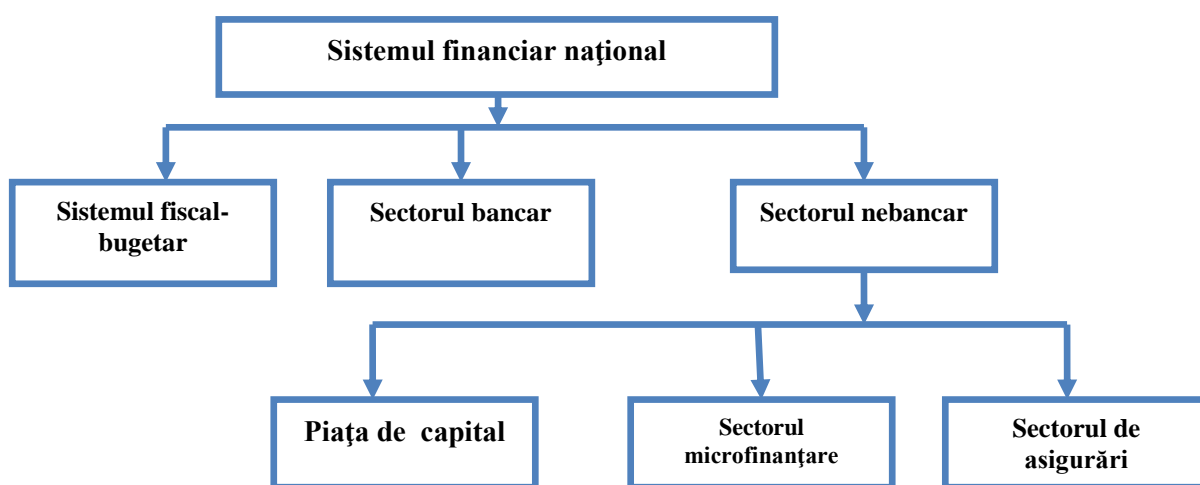 Sistemul financiar naţional
Sistemul fiscal-
bugetar
Sectorul bancar
Sectorul nebancar
Piaţa de capital
Sectorul
microfinanţare
Sectorul de
asigurări